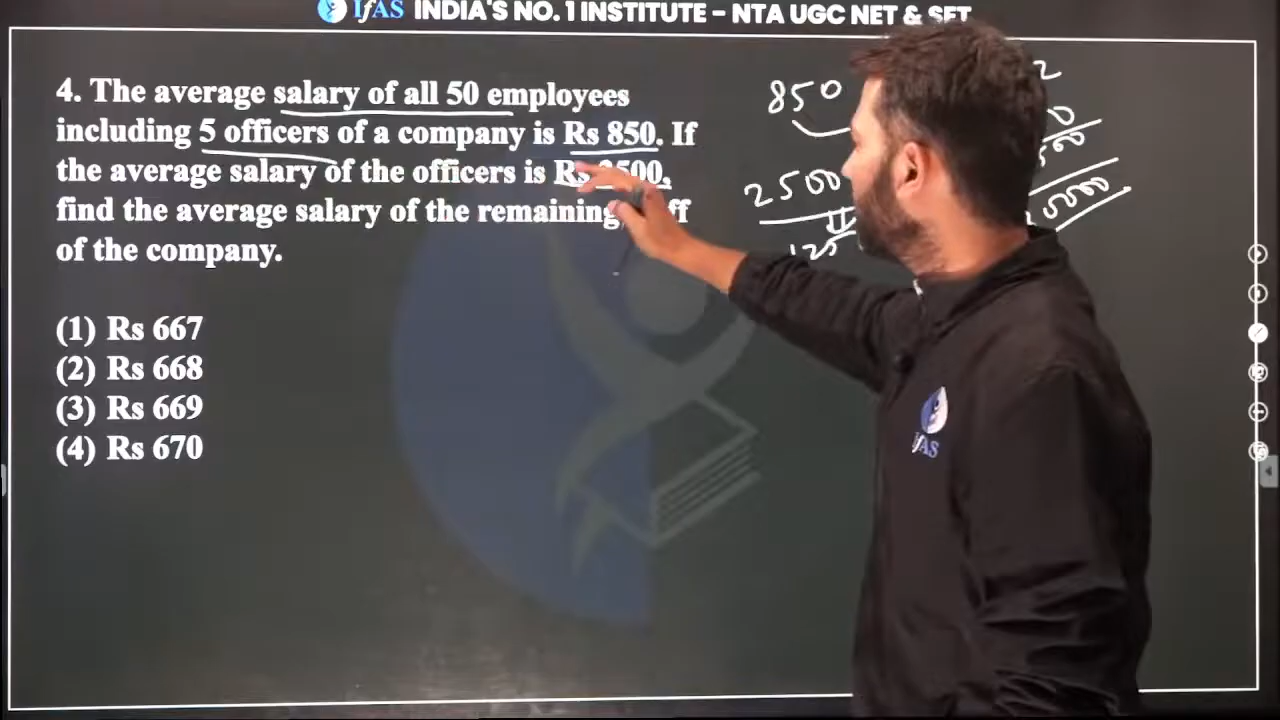 IfAS INDIA'S NO. 1 INSTITUTE - NTA UGC NET & SET
4. The average salary of all 50 employees
including 5 officers of a company is Rs 850. If
the average salary of the officers is Rs 2500,
find the average salary of the remaining
of the company.
(1) Rs 667
(2) Rs 668
(3) Rs 669
(4) Rs 670
850
2500
125
IfAS